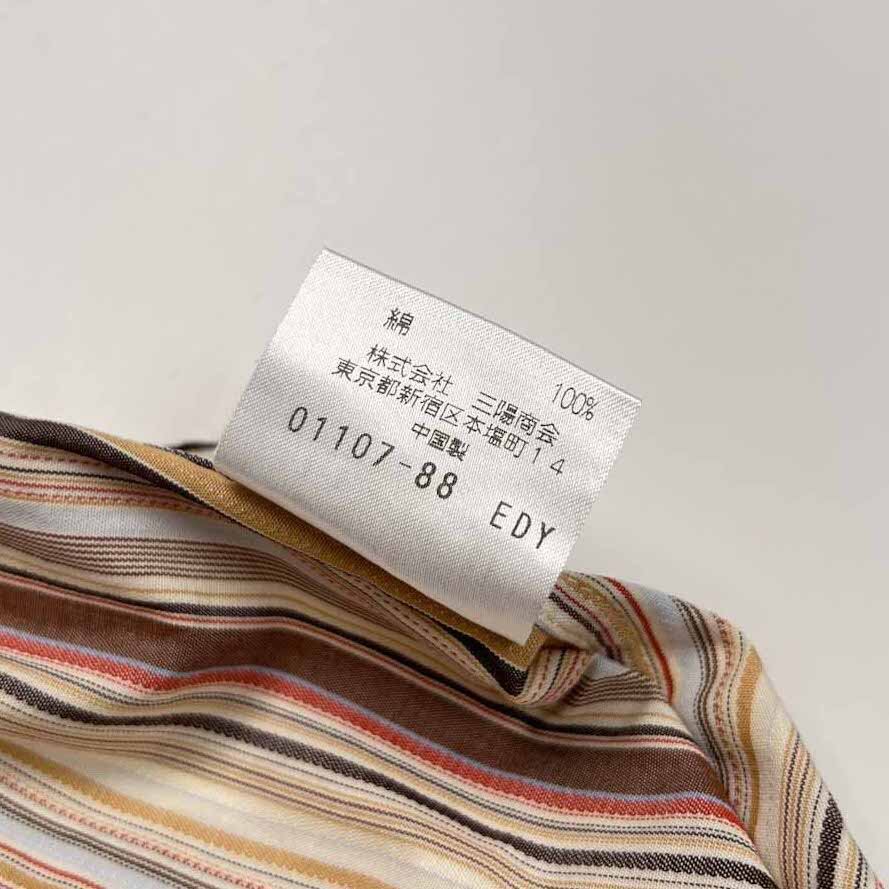 綿 100%
株式会社 三陽商会
東京都新宿区本塩町14
中国製
01107-88 EDY